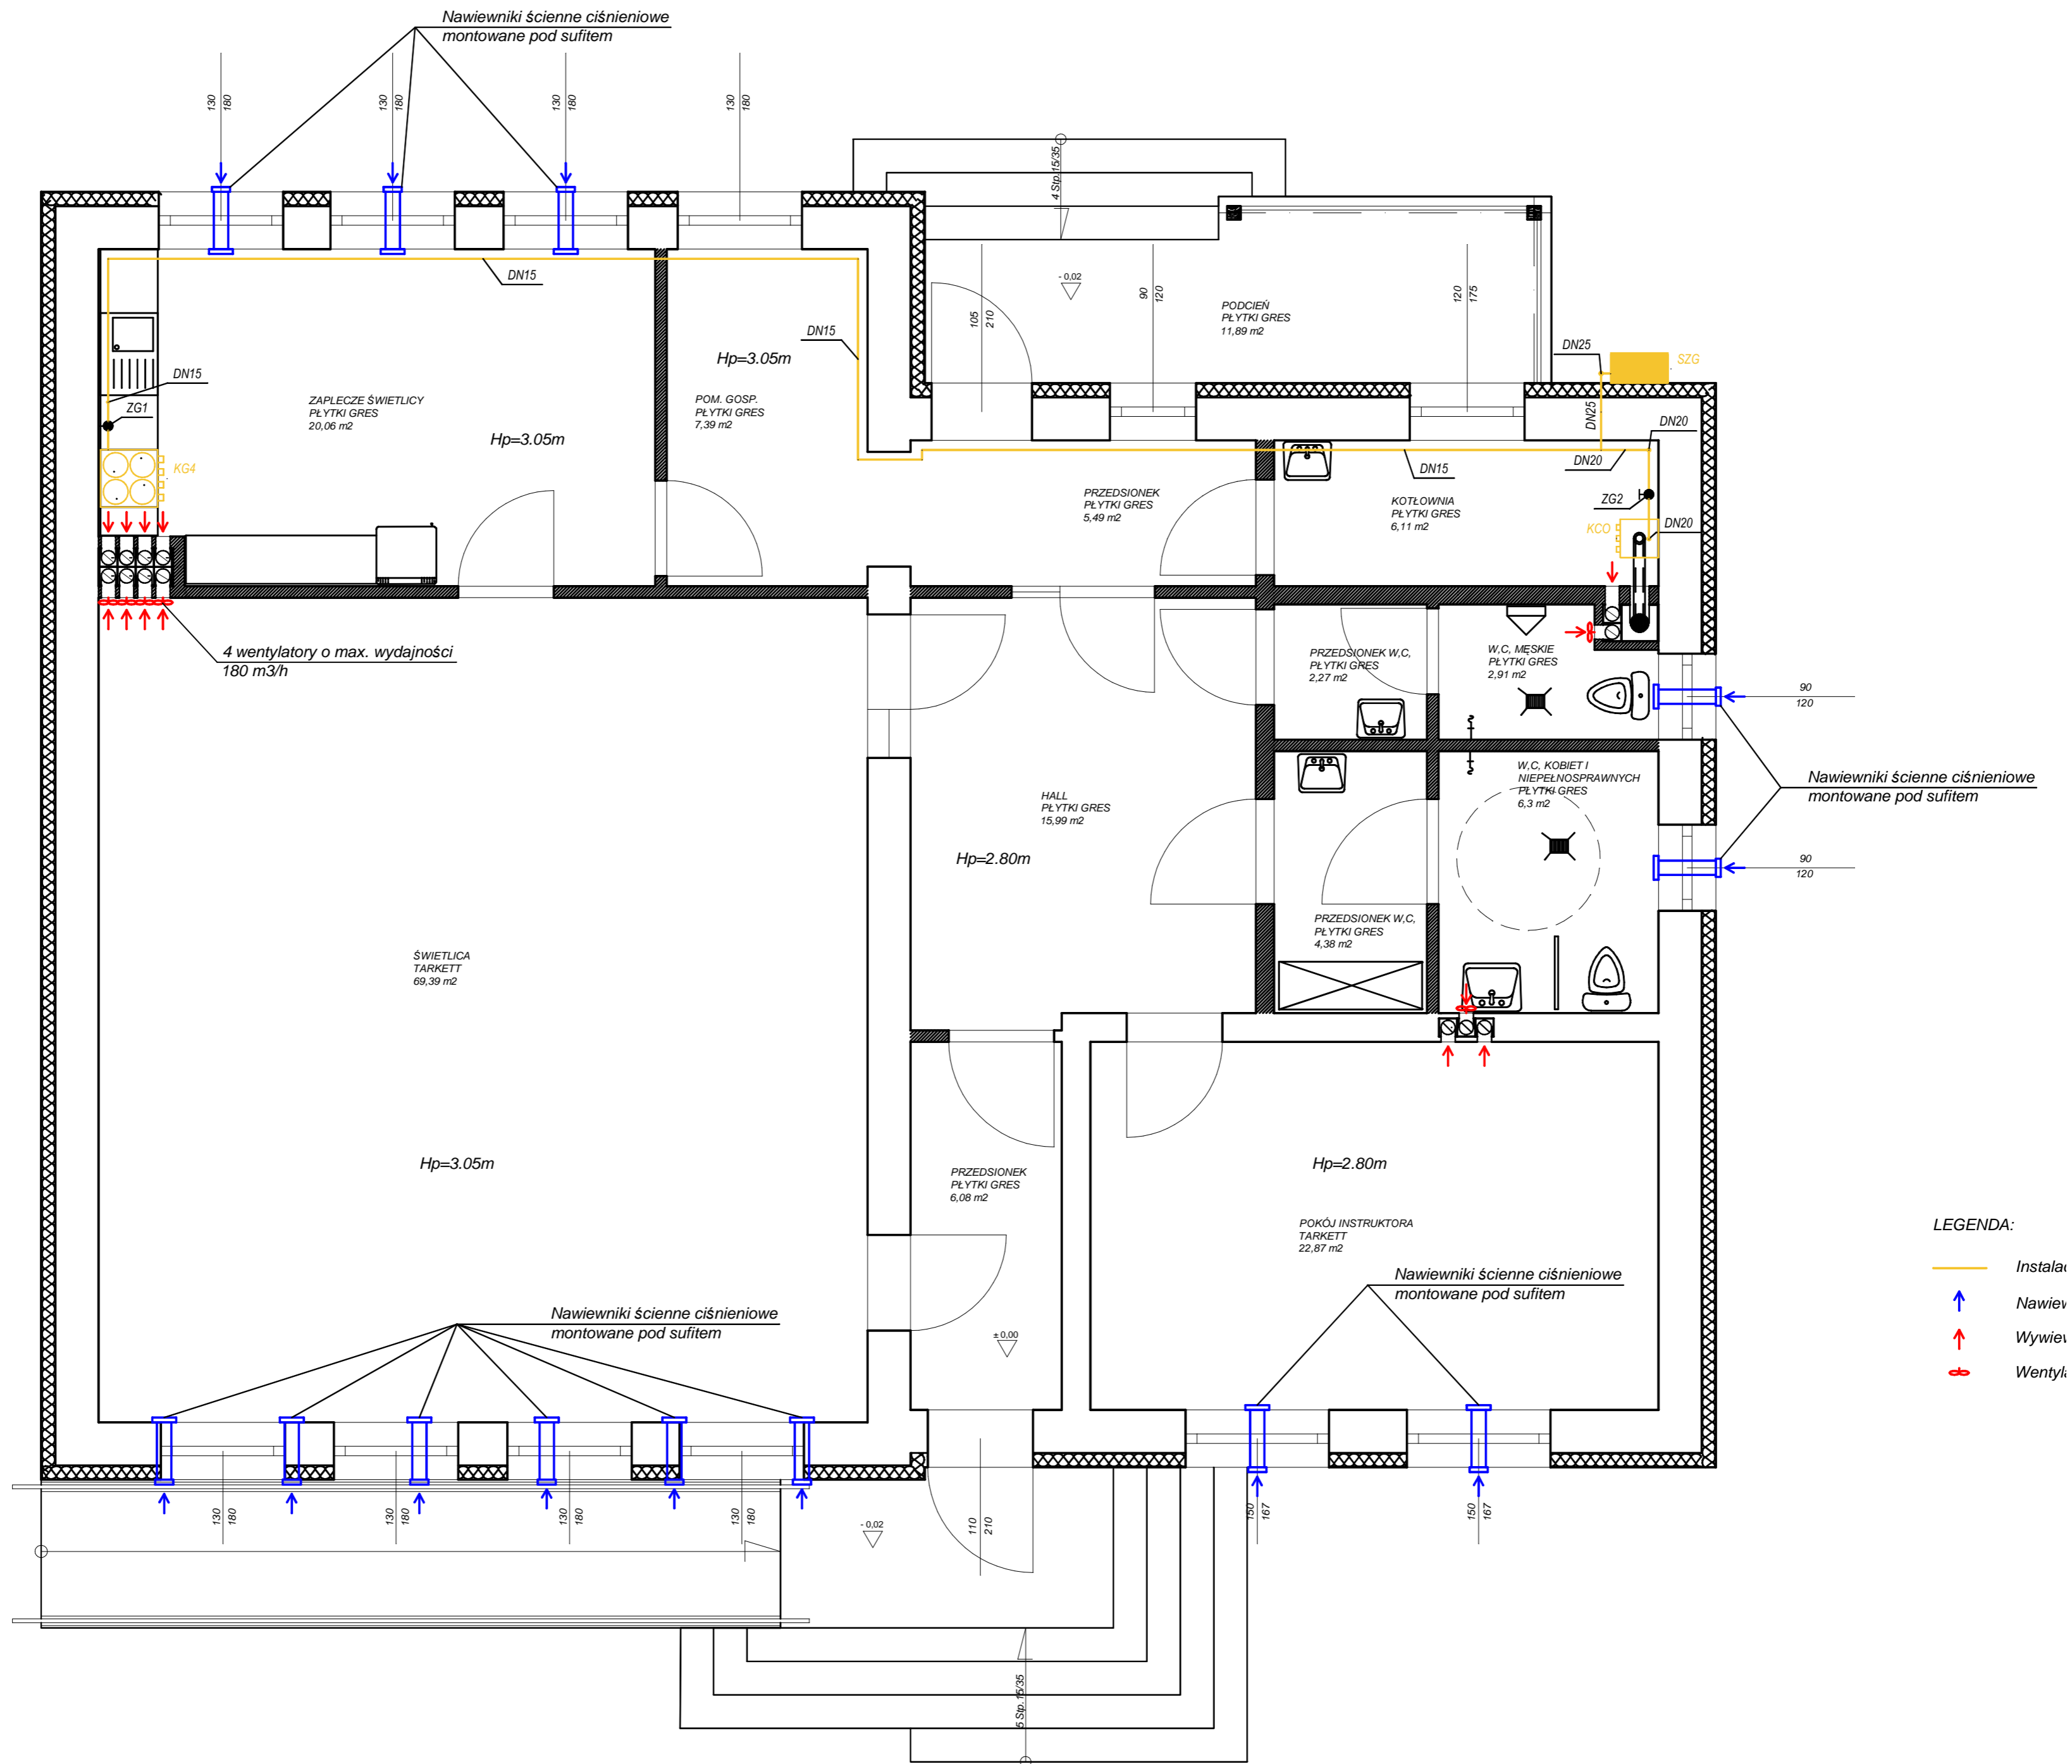 Nawiewniki ścienne ciśnieniowe
montowane pod sufitem
130
180
130
180
130
180
130
180
4 Stp.15/35
- 0,02
105
210
90
120
120
175
PODCIEŃ
PŁYTKI GRES
11,89 m2
DN15
DN15
Hp=3.05m
DN25
SZG
DN25
DN15
ZG1
ZAPLECZE ŚWIETLICY
PŁYTKI GRES
20,06 m2
Hp=3.05m
POM. GOSP.
PŁYTKI GRES
7,39 m2
DN20
DN20
DN15
KG4
PRZEDSIONEK
PŁYTKI GRES
5,49 m2
KOTŁOWNIA
PŁYTKI GRES
6,11 m2
ZG2
KCO
DN20
4 wentylatory o max. wydajności
180 m3/h
PRZEDSIONEK W,C,
PŁYTKI GRES
2,27 m2
W,C, MĘSKIE
PŁYTKI GRES
2,91 m2
90
120
W,C, KOBIET I
NIEPEŁNOSPRAWNYCH
PŁYTKI GRES
6,3 m2
Nawiewniki ścienne ciśnieniowe
montowane pod sufitem
HALL
PŁYTKI GRES
15,99 m2
Hp=2.80m
90
120
PRZEDSIONEK W,C,
PŁYTKI GRES
4,38 m2
ŚWIETLICA
TARKETT
69,39 m2
Hp=3.05m
PRZEDSIONEK
PŁYTKI GRES
6,08 m2
Hp=2.80m
POKÓJ INSTRUKTORA
TARKETT
22,87 m2
LEGENDA:
Nawiewniki ścienne ciśnieniowe
montowane pod sufitem
Nawiewniki ścienne ciśnieniowe
montowane pod sufitem
± 0,00
130
180
130
180
130
180
130
180
- 0,02
110
210
150
167
150
167
5 Stp.15/35